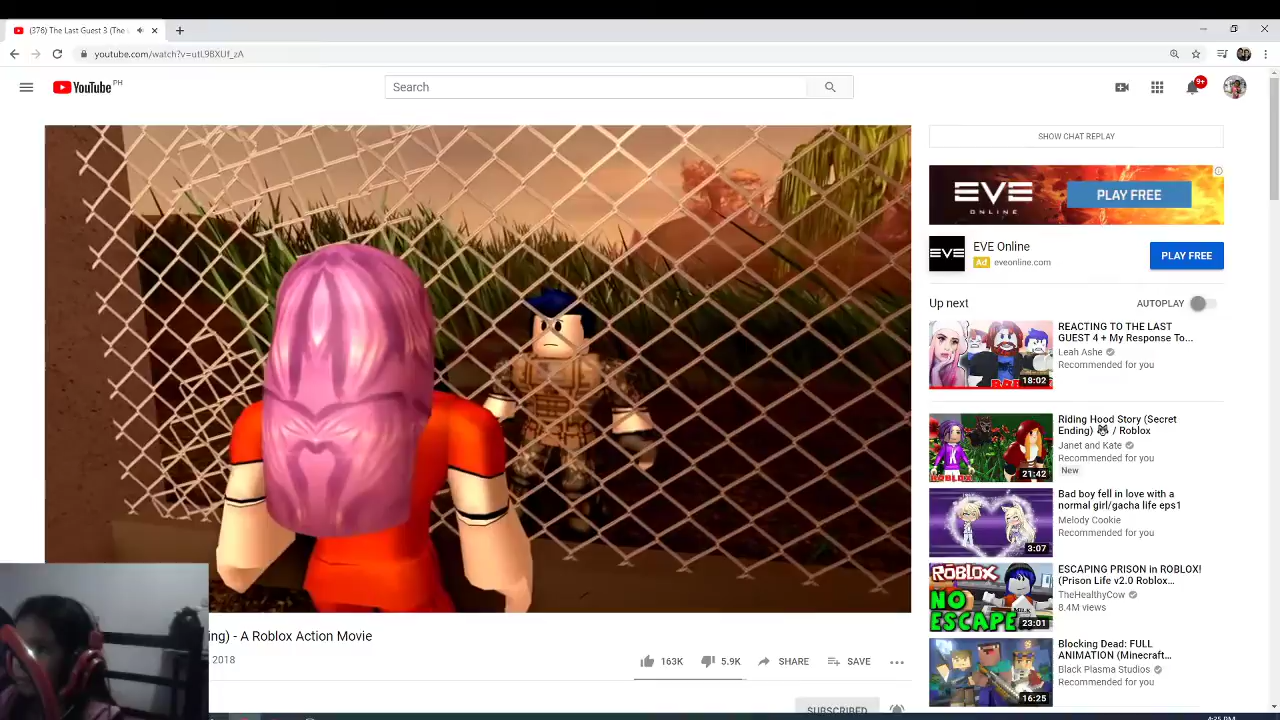 (376) The Last Guest 3 (The
youtube.com/watch?v=utL9BXUf_zA
YouTube PH
Search
9+
SHOW CHAT REPLAY
EVE
ONLINE
PLAY FREE
EVE
EVE Online
Ad eveonline.com
PLAY FREE
Up next
AUTOPLAY
REACTING TO THE LAST
GUEST 4 + My Response To...
Leah Ashe
Recommended for you
18:02
Riding Hood Story (Secret
Ending) 🐺 / Roblox
Janet and Kate
Recommended for you
New
ROBLOX
21:42
Bad boy fell in love with a
normal girl/gacha life eps1
Melody Cookie
Recommended for you
3:07
ESCAPING PRISON in ROBLOX!
(Prison Life v2.0 Roblox...
TheHealthyCow
8.4M views
ROBLOX
NO
ESCAPE
23:01
Blocking Dead: FULL
ANIMATION (Minecraft...
Black Plasma Studios
Recommended for you
16:25
ing) - A Roblox Action Movie
2018
163K
5.9K
SHARE
SAVE
SUBSCRIBED
4:35 PM